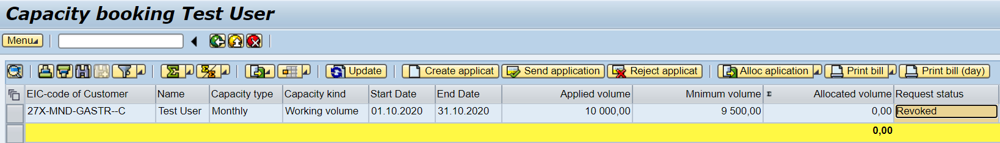 Capacity booking Test User
Menu
Update Create applicat Send application Reject applicat Alloc aplication Print bill Print bill (day)
EIC-code of Customer Name Capacity type Capacity kind Start Date End Date Applied volume Mnimum volume Σ Allocated volume Request status
27X-MND-GASTR--C Test User Monthly Working volume 01.10.2020 31.10.2020 10 000,00 9 500,00 0,00 Revoked
0,00